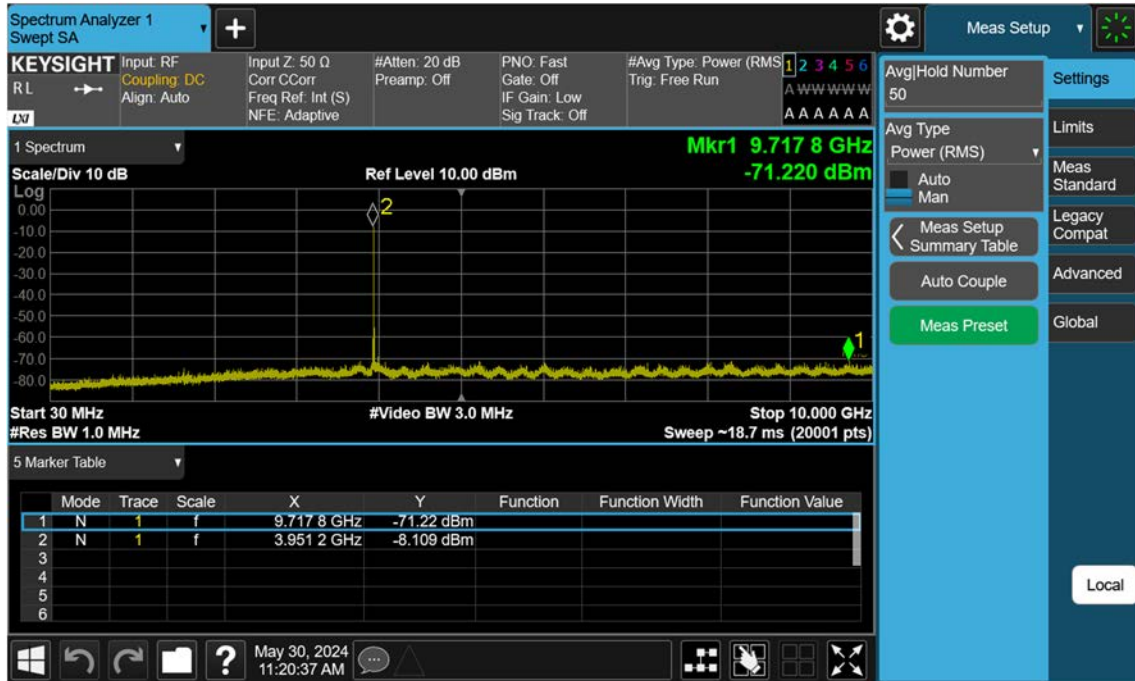 Spectrum Analyzer 1
Swept SA
+
Meas Setup
KEYSIGHT
R L
LXI
Input: RF
Coupling: DC
Align: Auto
Input Z: 50 Ω
Corr CCorr
Freq Ref: Int (S)
NFE: Adaptive
#Atten: 20 dB
Preamp: Off
PNO: Fast
Gate: Off
IF Gain: Low
Sig Track: Off
#Avg Type: Power (RMS
Trig: Free Run
1 2 3 4 5 6
A W W W W W
A A A A A A
1 Spectrum
Mkr1 9.717 8 GHz
-71.220 dBm
Scale/Div 10 dB
Ref Level 10.00 dBm
Log
0.00
-10.0
-20.0
-30.0
-40.0
-50.0
-60.0
-70.0
-80.0
2
1
Start 30 MHz
#Video BW 3.0 MHz
Stop 10.000 GHz
#Res BW 1.0 MHz
Sweep ~18.7 ms (20001 pts)
5 Marker Table
Mode Trace Scale X Y Function Function Width Function Value
1 N 1 f 9.717 8 GHz -71.22 dBm
2 N 1 f 3.951 2 GHz -8.109 dBm
3
4
5
6
?
May 30, 2024
11:20:37 AM
Avg|Hold Number
50
Avg Type
Power (RMS)
Auto
Man
Meas Setup
Summary Table
Auto Couple
Meas Preset
Settings
Limits
Meas
Standard
Legacy
Compat
Advanced
Global
Local